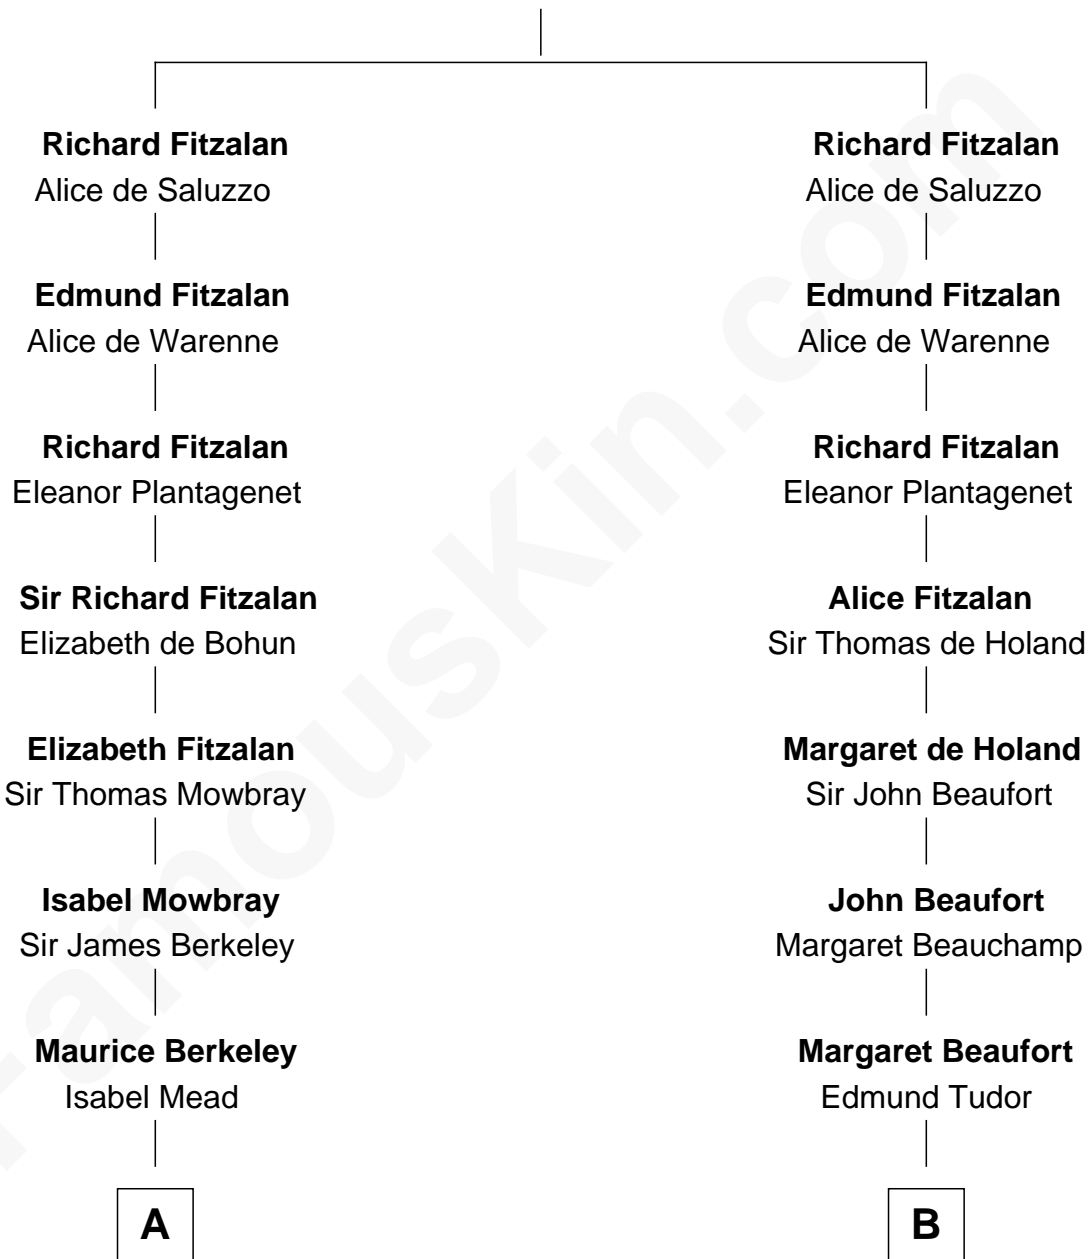 Richard Fitzalan
Alice de Saluzzo
Edmund Fitzalan
Alice de Warenne
Richard Fitzalan
Eleanor Plantagenet
Sir Richard Fitzalan
Elizabeth de Bohun
Elizabeth Fitzalan
Sir Thomas Mowbray
Isabel Mowbray
Sir James Berkeley
Maurice Berkeley
Isabel Mead
A
Richard Fitzalan
Alice de Saluzzo
Edmund Fitzalan
Alice de Warenne
Richard Fitzalan
Eleanor Plantagenet
Alice Fitzalan
Sir Thomas de Holand
Margaret de Holand
Sir John Beaufort
John Beaufort
Margaret Beauchamp
Margaret Beaufort
Edmund Tudor
B
FamousKin.com